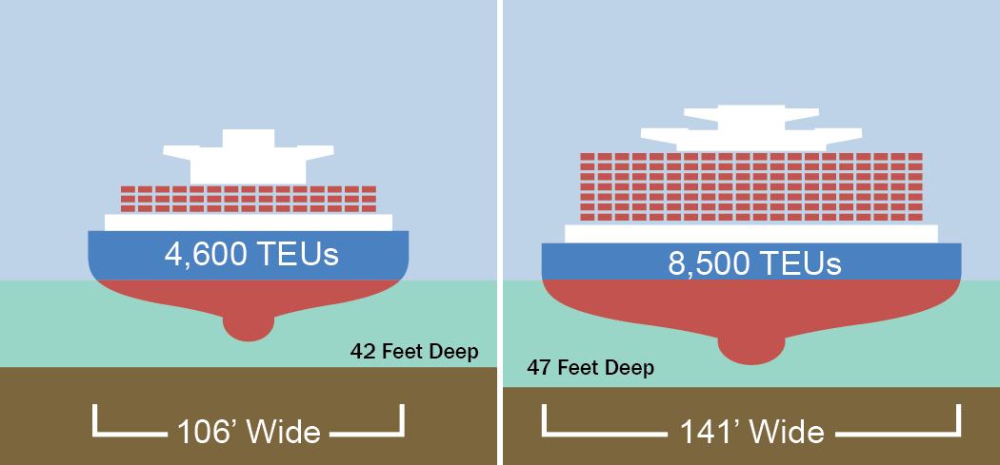 4,600 TEUs
42 Feet Deep
106’ Wide
8,500 TEUs
47 Feet Deep
141’ Wide